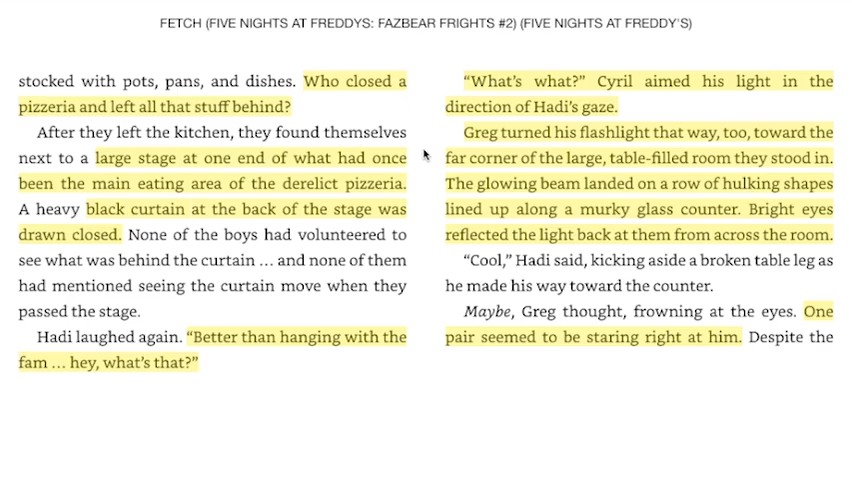 FETCH (FIVE NIGHTS AT FREDDYS: FAZBEAR FRIGHTS #2) (FIVE NIGHTS AT FREDDY'S)
stocked with pots, pans, and dishes. Who closed a
pizzeria and left all that stuff behind?
After they left the kitchen, they found themselves
next to a large stage at one end of what had once
been the main eating area of the derelict pizzeria.
A heavy black curtain at the back of the stage was
drawn closed. None of the boys had volunteered to
see what was behind the curtain … and none of them
had mentioned seeing the curtain move when they
passed the stage.
Hadi laughed again. “Better than hanging with the
fam … hey, what’s that?”
“What’s what?” Cyril aimed his light in the
direction of Hadi’s gaze.
Greg turned his flashlight that way, too, toward the
far corner of the large, table-filled room they stood in.
The glowing beam landed on a row of hulking shapes
lined up along a murky glass counter. Bright eyes
reflected the light back at them from across the room.
“Cool,” Hadi said, kicking aside a broken table leg as
he made his way toward the counter.
Maybe, Greg thought, frowning at the eyes. One
pair seemed to be staring right at him. Despite the